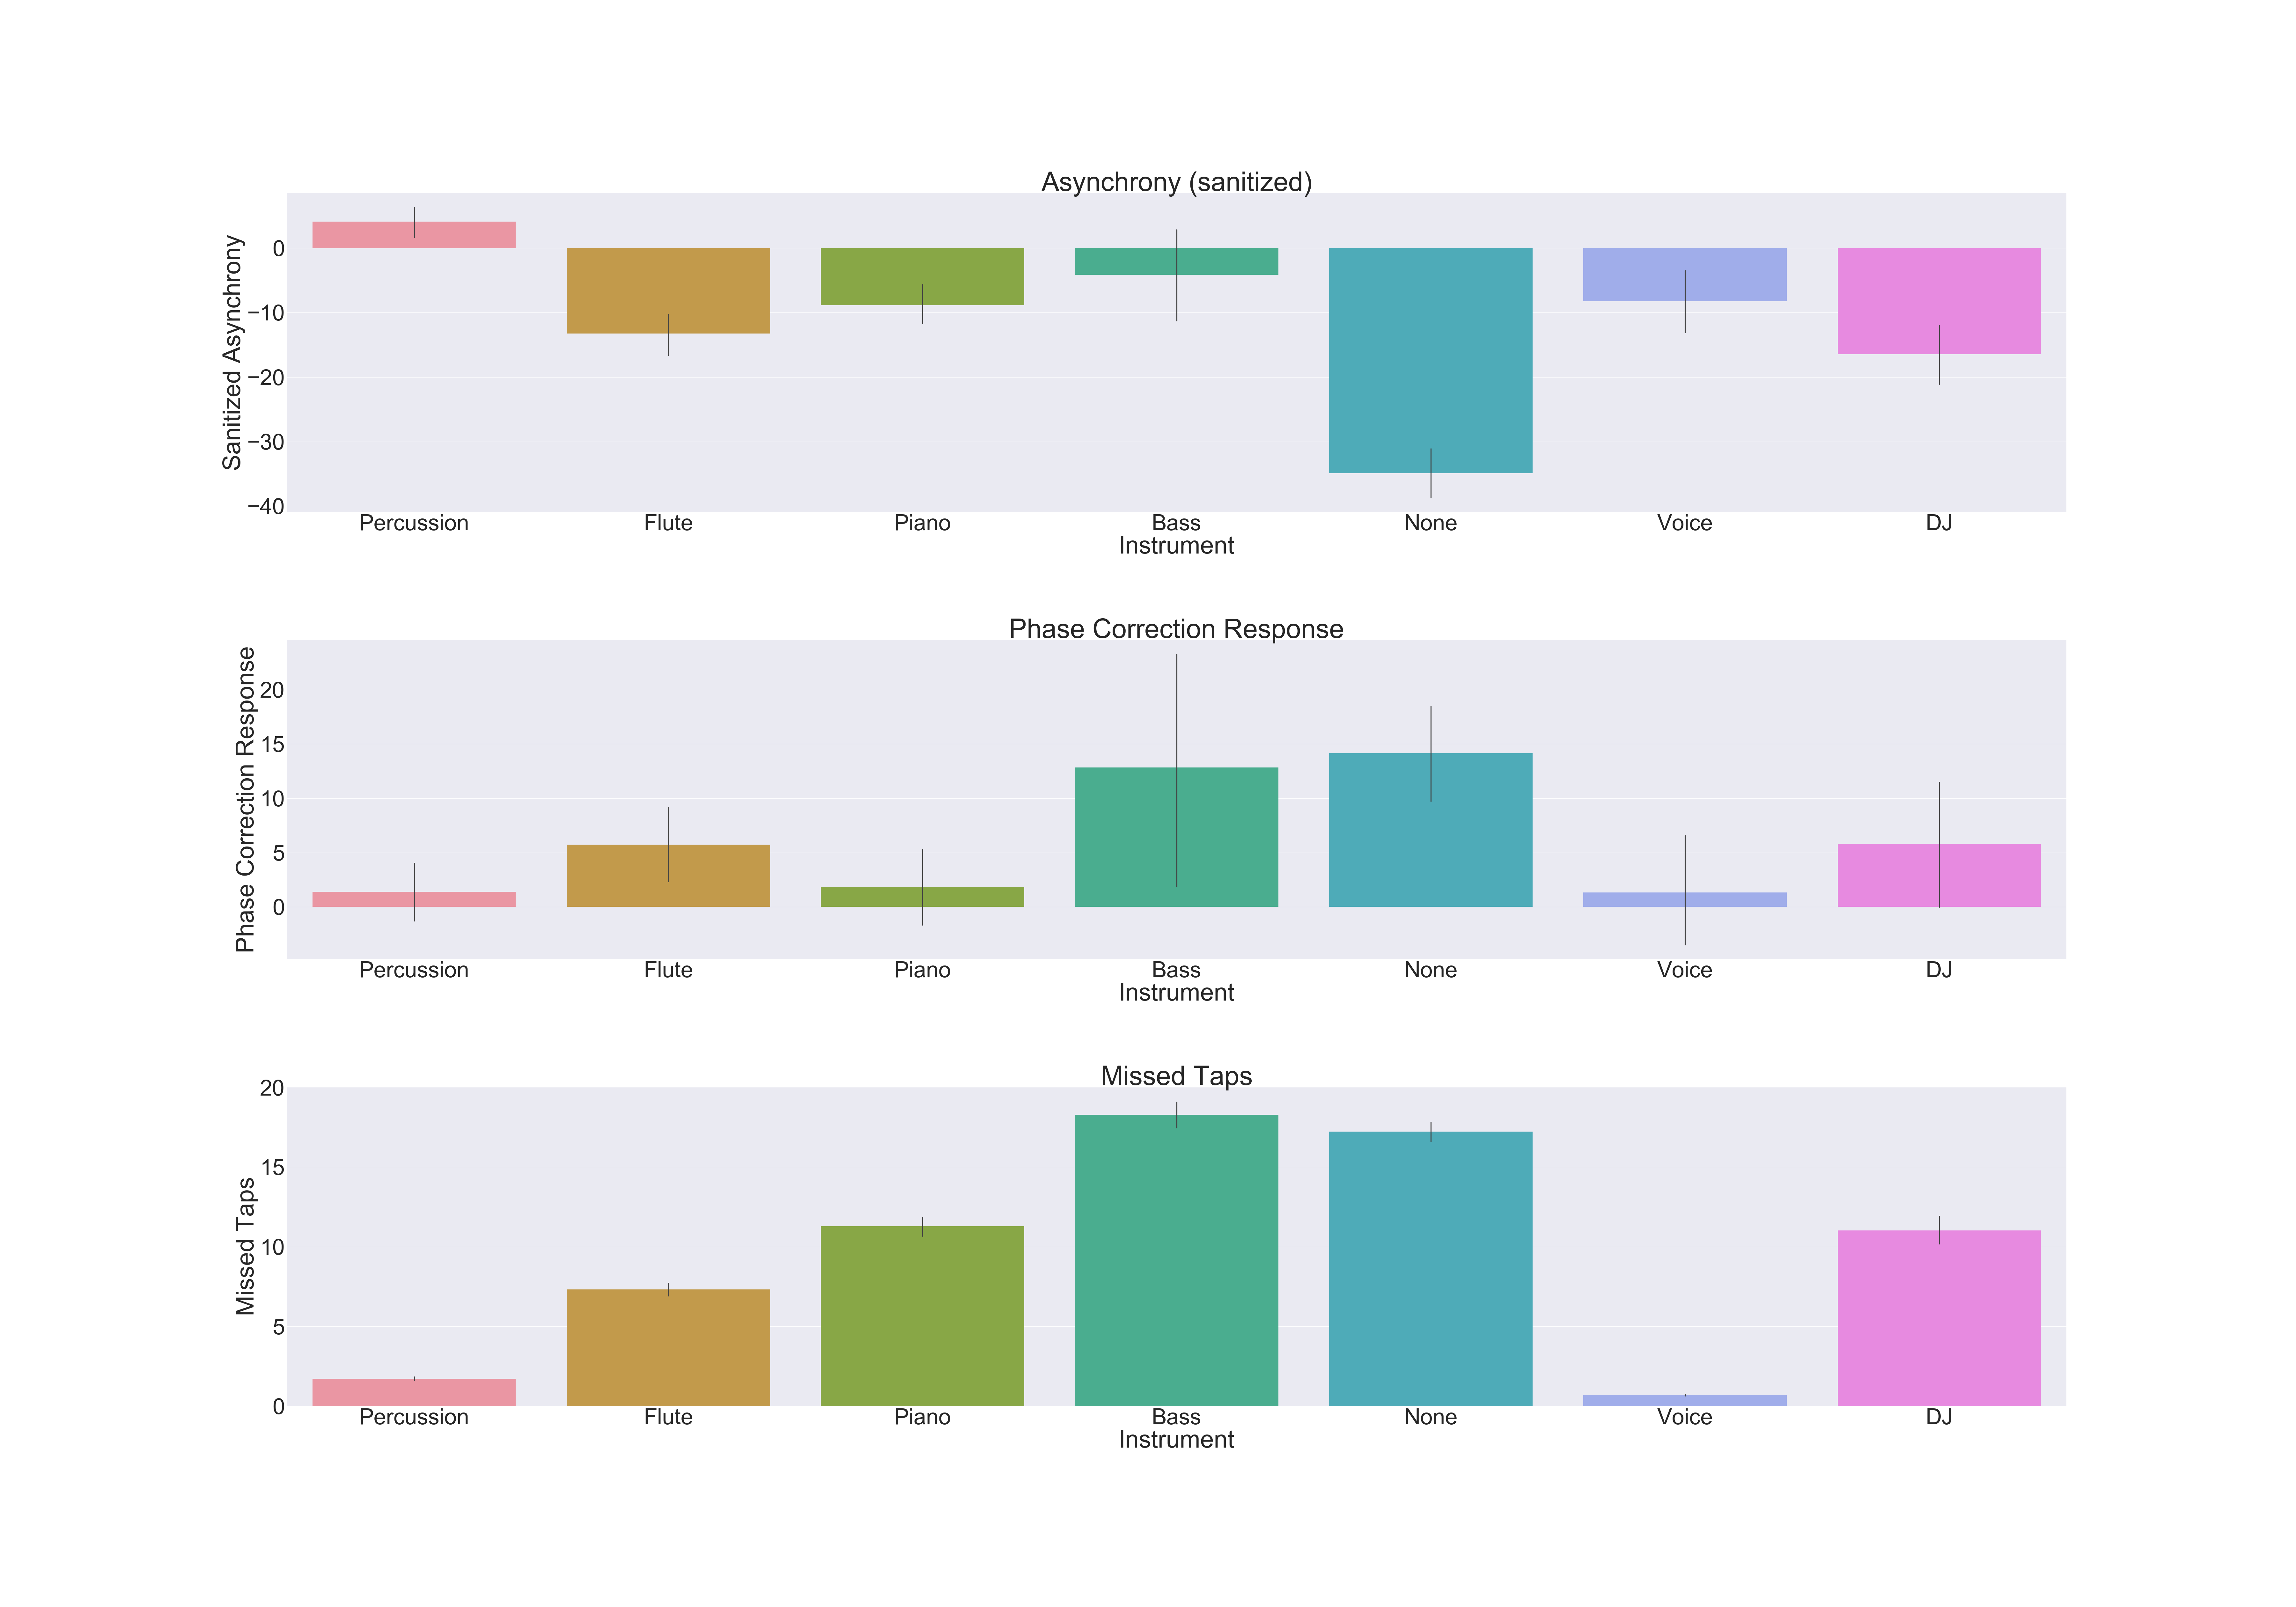 Asynchrony (sanitized)
Sanitized Asynchrony
0
−10
−20
−30
−40
Percussion Flute Piano Bass None Voice DJ
Instrument
Phase Correction Response
Phase Correction Response
20
15
10
5
0
Percussion Flute Piano Bass None Voice DJ
Instrument
Missed Taps
Missed Taps
20
15
10
5
0
Percussion Flute Piano Bass None Voice DJ
Instrument